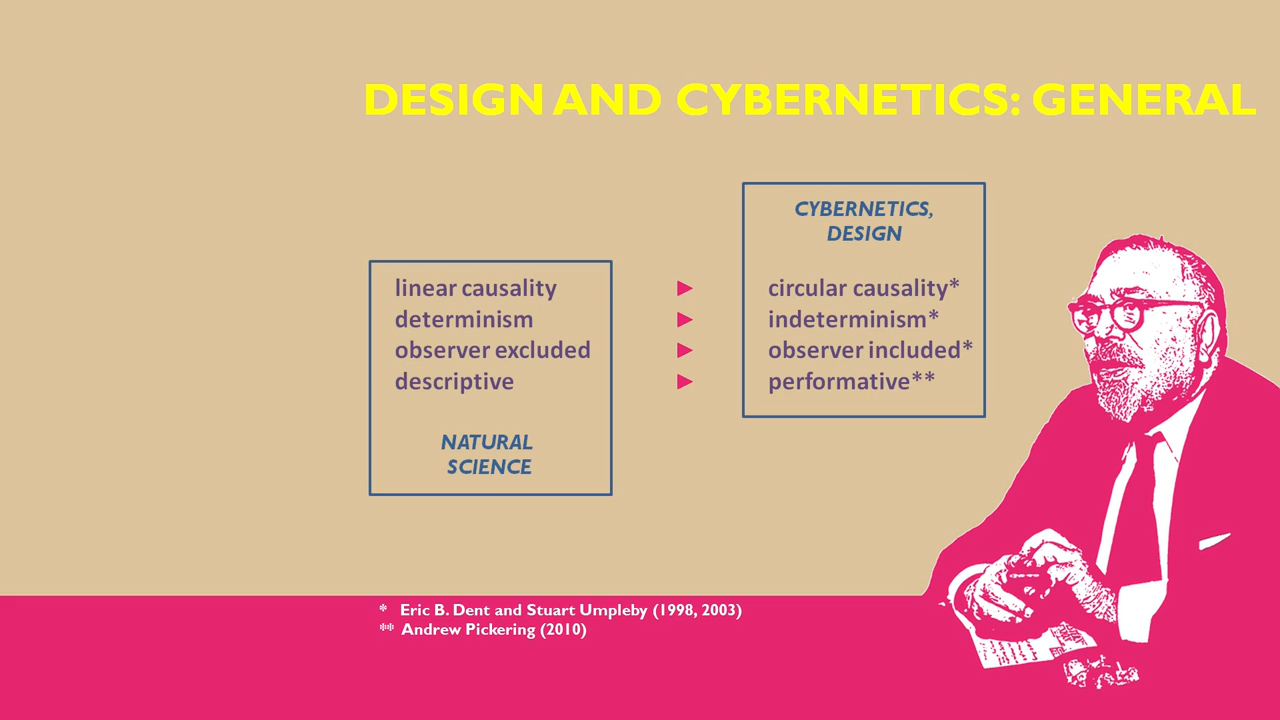 DESIGN AND CYBERNETICS: GENERAL
CYBERNETICS,
DESIGN
linear causality ► circular causality*
determinism ► indeterminism*
observer excluded ► observer included*
descriptive ► performative**
NATURAL
SCIENCE
* Eric B. Dent and Stuart Umpleby (1998, 2003)
** Andrew Pickering (2010)